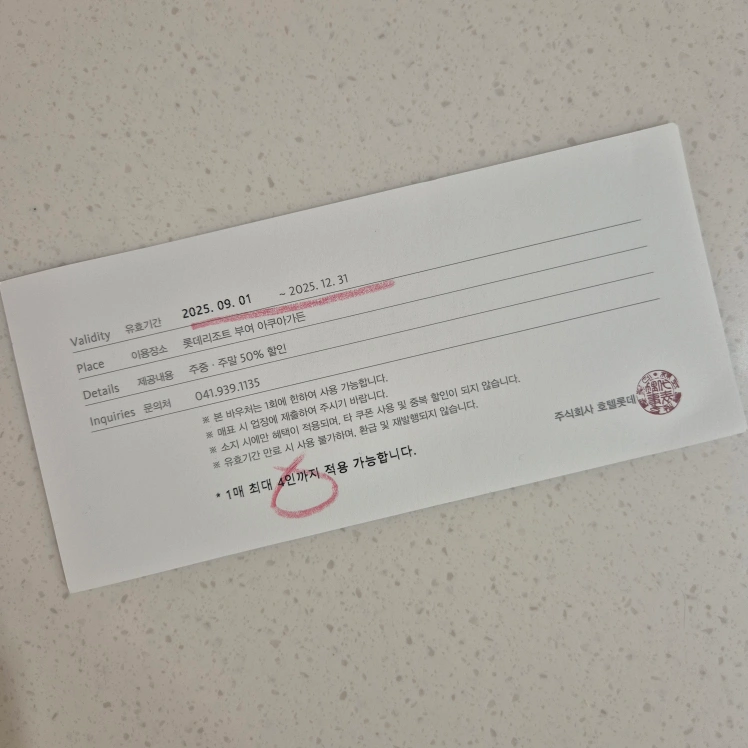 Validity 유효기간 2025. 09. 01 ~ 2025. 12. 31
Place 이용장소 롯데리조트 부여 아쿠아가든
Details 제공내용 주중 · 주말 50% 할인
Inquiries 문의처 041.939.1135
※ 본 바우처는 1회에 한하여 사용 가능합니다.
※ 매표 시 업장에 제출하여 주시기 바랍니다.
※ 소지 시에만 혜택이 적용되며, 타 쿠폰 사용 및 중복 할인이 되지 않습니다.
※ 유효기간 만료 시 사용 불가하며, 환급 및 재발행되지 않습니다.
주식회사 호텔롯데
* 1매 최대 4인까지 적용 가능합니다.